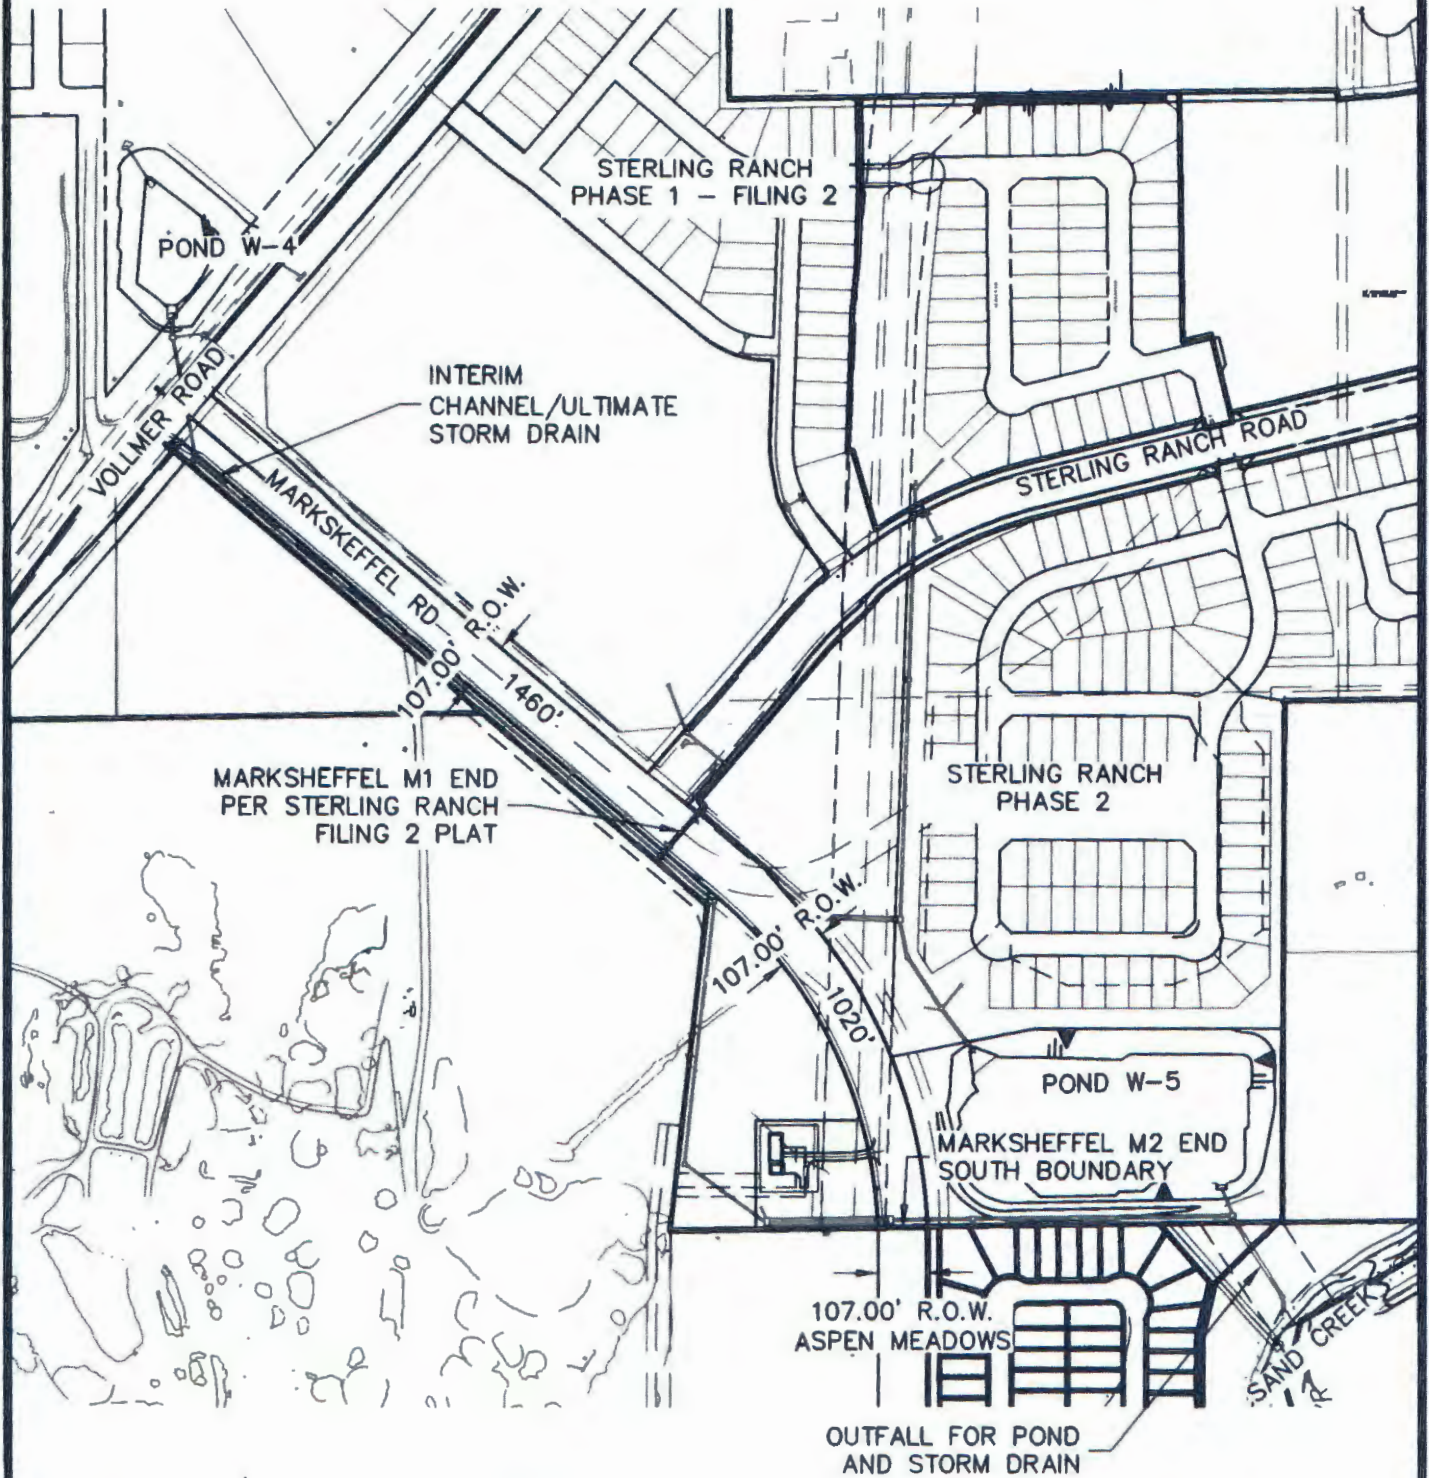 STERLING RANCH
PHASE 1 - FILING 2
POND W-4
INTERIM
CHANNEL/ULTIMATE
STORM DRAIN
VOLLMER ROAD
STERLING RANCH ROAD
MARKSKEFFEL RD
107.00' R.O.W.
1460'
MARKSHEFFEL M1 END
PER STERLING RANCH
FILING 2 PLAT
STERLING RANCH
PHASE 2
107.00' R.O.W.
1020'
POND W-5
MARKSHEFFEL M2 END
SOUTH BOUNDARY
107.00' R.O.W.
ASPEN MEADOWS
SAND CREEK
OUTFALL FOR POND
AND STORM DRAIN